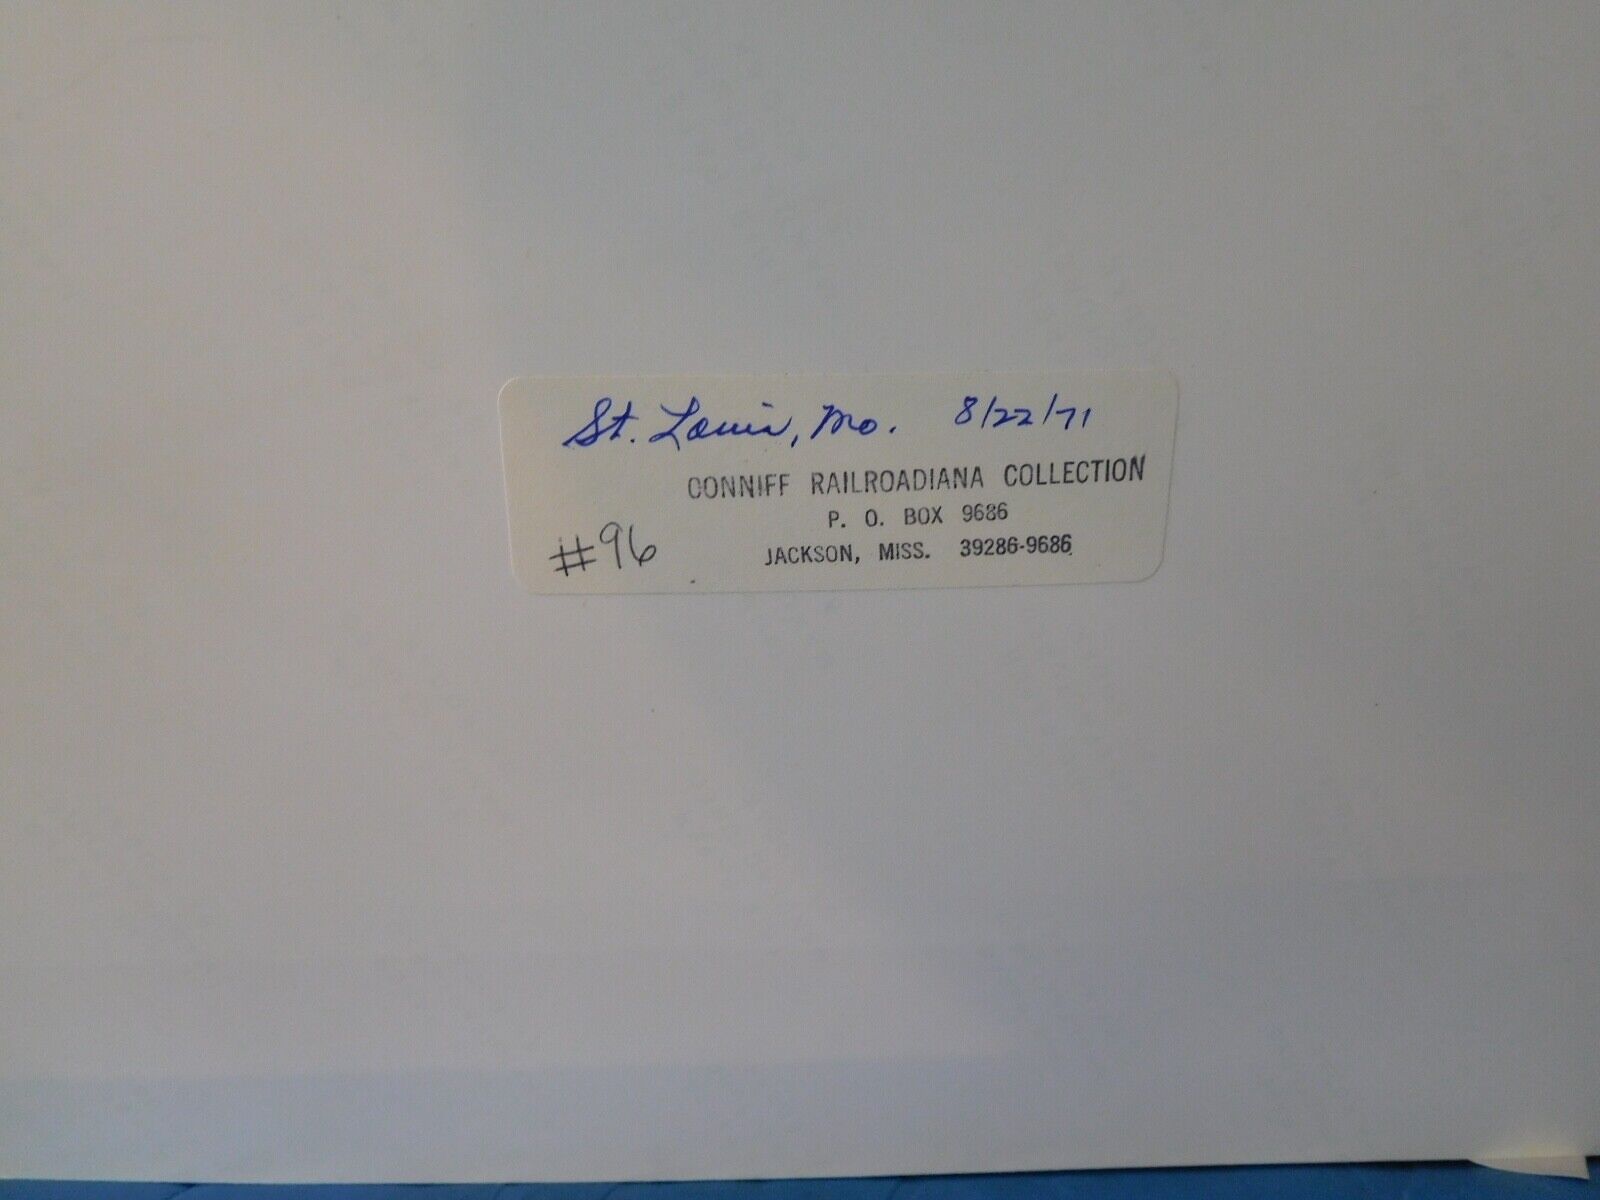 St. Louis, Mo. 8/22/71
CONNIFF RAILROADIANA COLLECTION
P. O. BOX 9686
#96 JACKSON, MISS. 39286-9686